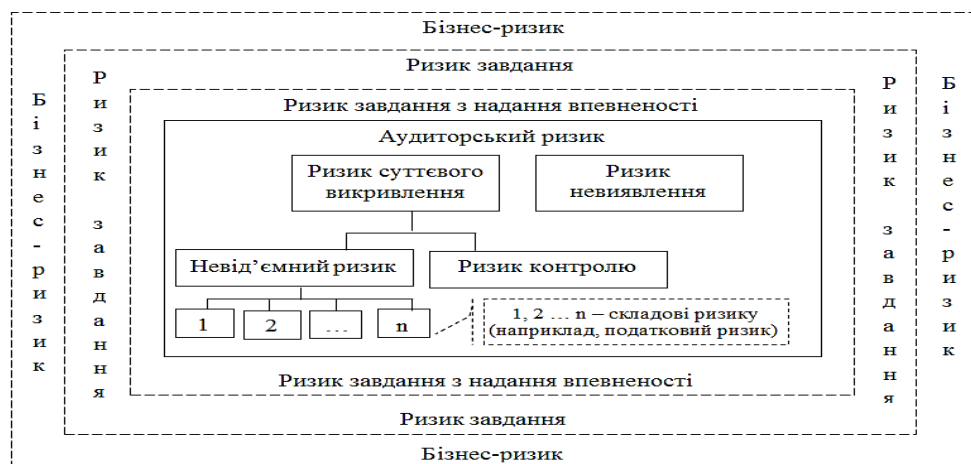 Бізнес-ризик
Ризик завдання
Ризик завдання з надання впевненості
Аудиторський ризик
Ризик суттєвого
викривлення
Ризик
невиявлення
Невід’ємний ризик
Ризик контролю
1
2
...
n
1, 2 ... n – складові ризику
(наприклад, податковий ризик)
Ризик завдання з надання впевненості
Ризик завдання
Бізнес-ризик
Бізнес-ризик
Ризик завдання
Ризик завдання
Бізнес-ризик